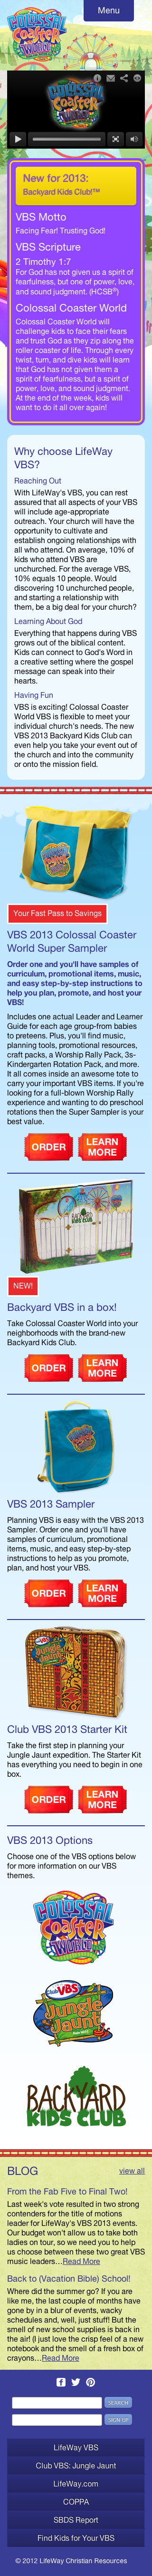 Menu
COLOSSAL
COASTER
WORLD
COLOSSAL
COASTER
WORLD
New for 2013:
Backyard Kids Club!™
VBS Motto
Facing Fear! Trusting God!
VBS Scripture
2 Timothy 1:7
For God has not given us a spirit of
fearfulness, but one of power, love,
and sound judgment. (HCSB®)
Colossal Coaster World
Colossal Coaster World will
challenge kids to face their fears
and trust God as they zip along the
roller coaster of life. Through every
twist, turn, and dive kids will learn
that God has not given them a
spirit of fearfulness, but a spirit of
power, love, and sound judgment.
At the end of the week, kids will
want to do it all over again!
Why choose LifeWay
VBS?
Reaching Out
With LifeWay's VBS, you can rest
assured that all aspects of your VBS
will include age-appropriate
outreach. Your church will have the
opportunity to cultivate and
establish ongoing relationships with
all who attend. On average, 10% of
kids who attend VBS are
unchurched. For the average VBS,
10% equals 10 people. Would
discipling 10 unchurched people,
and starting a relationship with
them, be a big deal for your church?
Learning About God
Everything that happens during VBS
grows out of the biblical content.
Kids can connect to God's Word in
a creative setting where the gospel
message can speak into their
hearts.
Having Fun
VBS is exciting! Colossal Coaster
World VBS is flexible to meet your
individual church's needs. The new
VBS 2013 Backyard Kids Club can
even help you take your event out of
the church into the community
or onto the mission field.
Your Fast Pass to Savings
VBS 2013 Colossal Coaster
World Super Sampler
Order one and you'll have samples of
curriculum, promotional items, music,
and easy step-by-step instructions to
help you plan, promote, and host your
VBS!
Includes one actual Leader and Learner
Guide for each age group-from babies
to preteens. Plus, you'll find music,
planning tools, promotional resources,
craft packs, a Worship Rally Pack, 3s-
Kindergarten Rotation Pack, and more.
It all comes inside an awesome tote to
carry your important VBS items. If you're
looking for a full-blown Worship Rally
experience and wanting to do preschool
rotations then the Super Sampler is your
best value.
ORDER
LEARN
MORE
BACKYARD
KIDS CLUB
NEW!
Backyard VBS in a box!
Take Colossal Coaster World into your
neighborhoods with the brand-new
Backyard Kids Club.
ORDER
LEARN
MORE
VBS 2013 Sampler
Planning VBS is easy with the VBS 2013
Sampler. Order one and you'll have
samples of curriculum, promotional
items, music, and easy step-by-step
instructions to help as you promote,
plan, and host your VBS.
ORDER
LEARN
MORE
Club VBS 2013 Starter Kit
Take the first step in planning your
Jungle Jaunt expedition. The Starter Kit
has everything you need to begin in one
box.
ORDER
LEARN
MORE
VBS 2013 Options
Choose one of the VBS options below
for more information on our VBS
themes.
COLOSSAL
COASTER
WORLD
Club VBS
JUNGLE
JAUNT
BACKYARD
KIDS CLUB
BLOG
view all
From the Fab Five to Final Two!
Last week's vote resulted in two strong
contenders for the title of motions
leader for LifeWay's VBS 2013 events.
Our budget won't allow us to take both
ladies on tour, so we need you to help
us choose between these two great VBS
music leaders…Read More
Back to (Vacation Bible) School!
Where did the summer go? If you are
like me, the last couple of months have
gone by in a blur of events, wacky
schedules and, well, just stuff! But the
smell of new school supplies is back in
the air! (I just love the crisp feel of a new
notebook and the smell of a fresh box of
crayons…Read More
SEARCH
SIGN UP
LifeWay VBS
Club VBS: Jungle Jaunt
LifeWay.com
COPPA
SBDS Report
Find Kids for Your VBS
© 2012 LifeWay Christian Resources